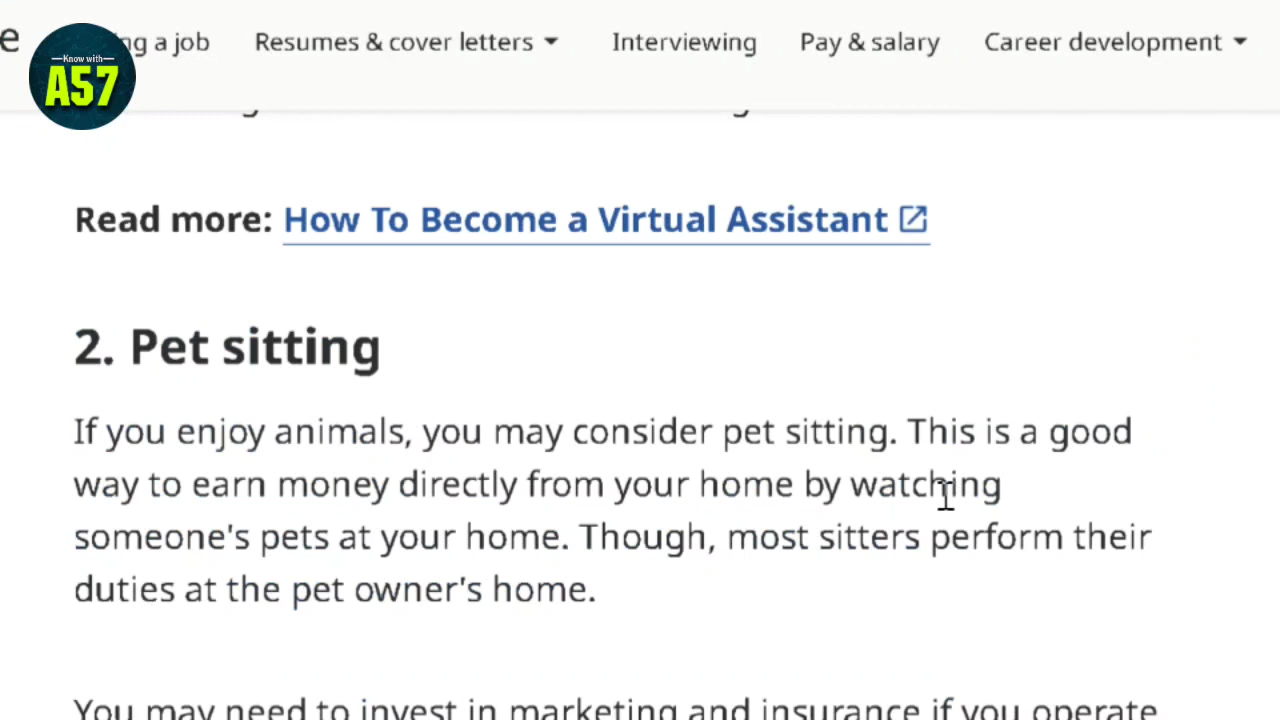 e
ng a job Resumes & cover letters Interviewing Pay & salary Career development
Know with
A57
Read more: How To Become a Virtual Assistant
2. Pet sitting
If you enjoy animals, you may consider pet sitting. This is a good
way to earn money directly from your home by watching
someone's pets at your home. Though, most sitters perform their
duties at the pet owner's home.
You may need to invest in marketing and insurance if you operate